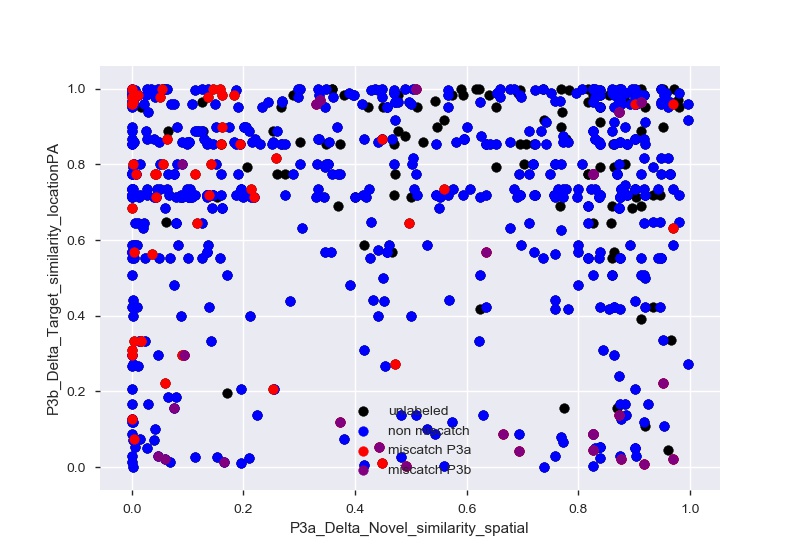 1.0
0.8
0.6
0.4
0.2
0.0
P3b_Delta_Target_similarity_locationPA
unlabeled
non miscatch
miscatch P3a
miscatch P3b
0.0 0.2 0.4 0.6 0.8 1.0
P3a_Delta_Novel_similarity_spatial